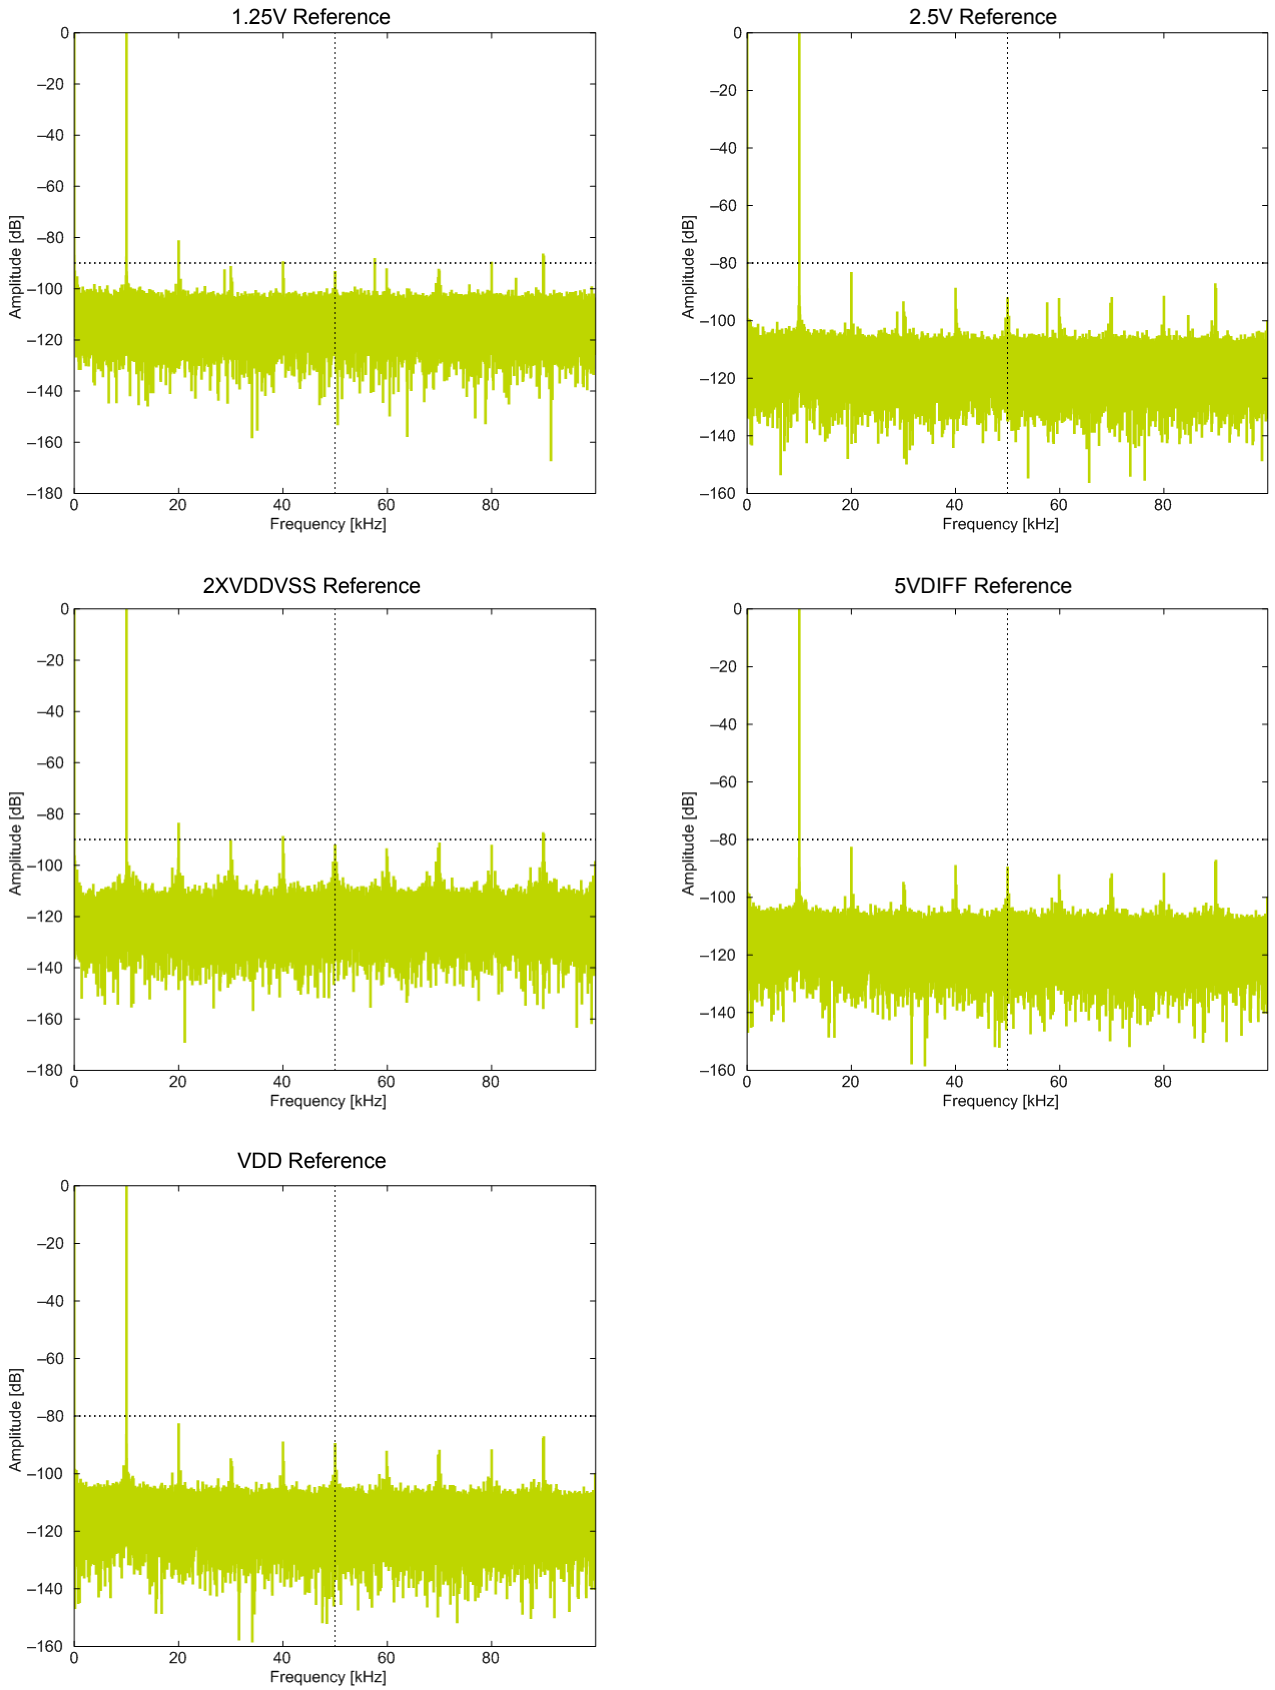 1.25V Reference
0
–20
–40
–60
–80
–100
–120
–140
–160
–180
Amplitude [dB]
0 20 40 60 80
Frequency [kHz]
2.5V Reference
0
–20
–40
–60
–80
–100
–120
–140
–160
Amplitude [dB]
0 20 40 60 80
Frequency [kHz]
2XVDDVSS Reference
0
–20
–40
–60
–80
–100
–120
–140
–160
–180
Amplitude [dB]
0 20 40 60 80
Frequency [kHz]
5VDIFF Reference
0
–20
–40
–60
–80
–100
–120
–140
–160
Amplitude [dB]
0 20 40 60 80
Frequency [kHz]
VDD Reference
0
–20
–40
–60
–80
–100
–120
–140
–160
Amplitude [dB]
0 20 40 60 80
Frequency [kHz]